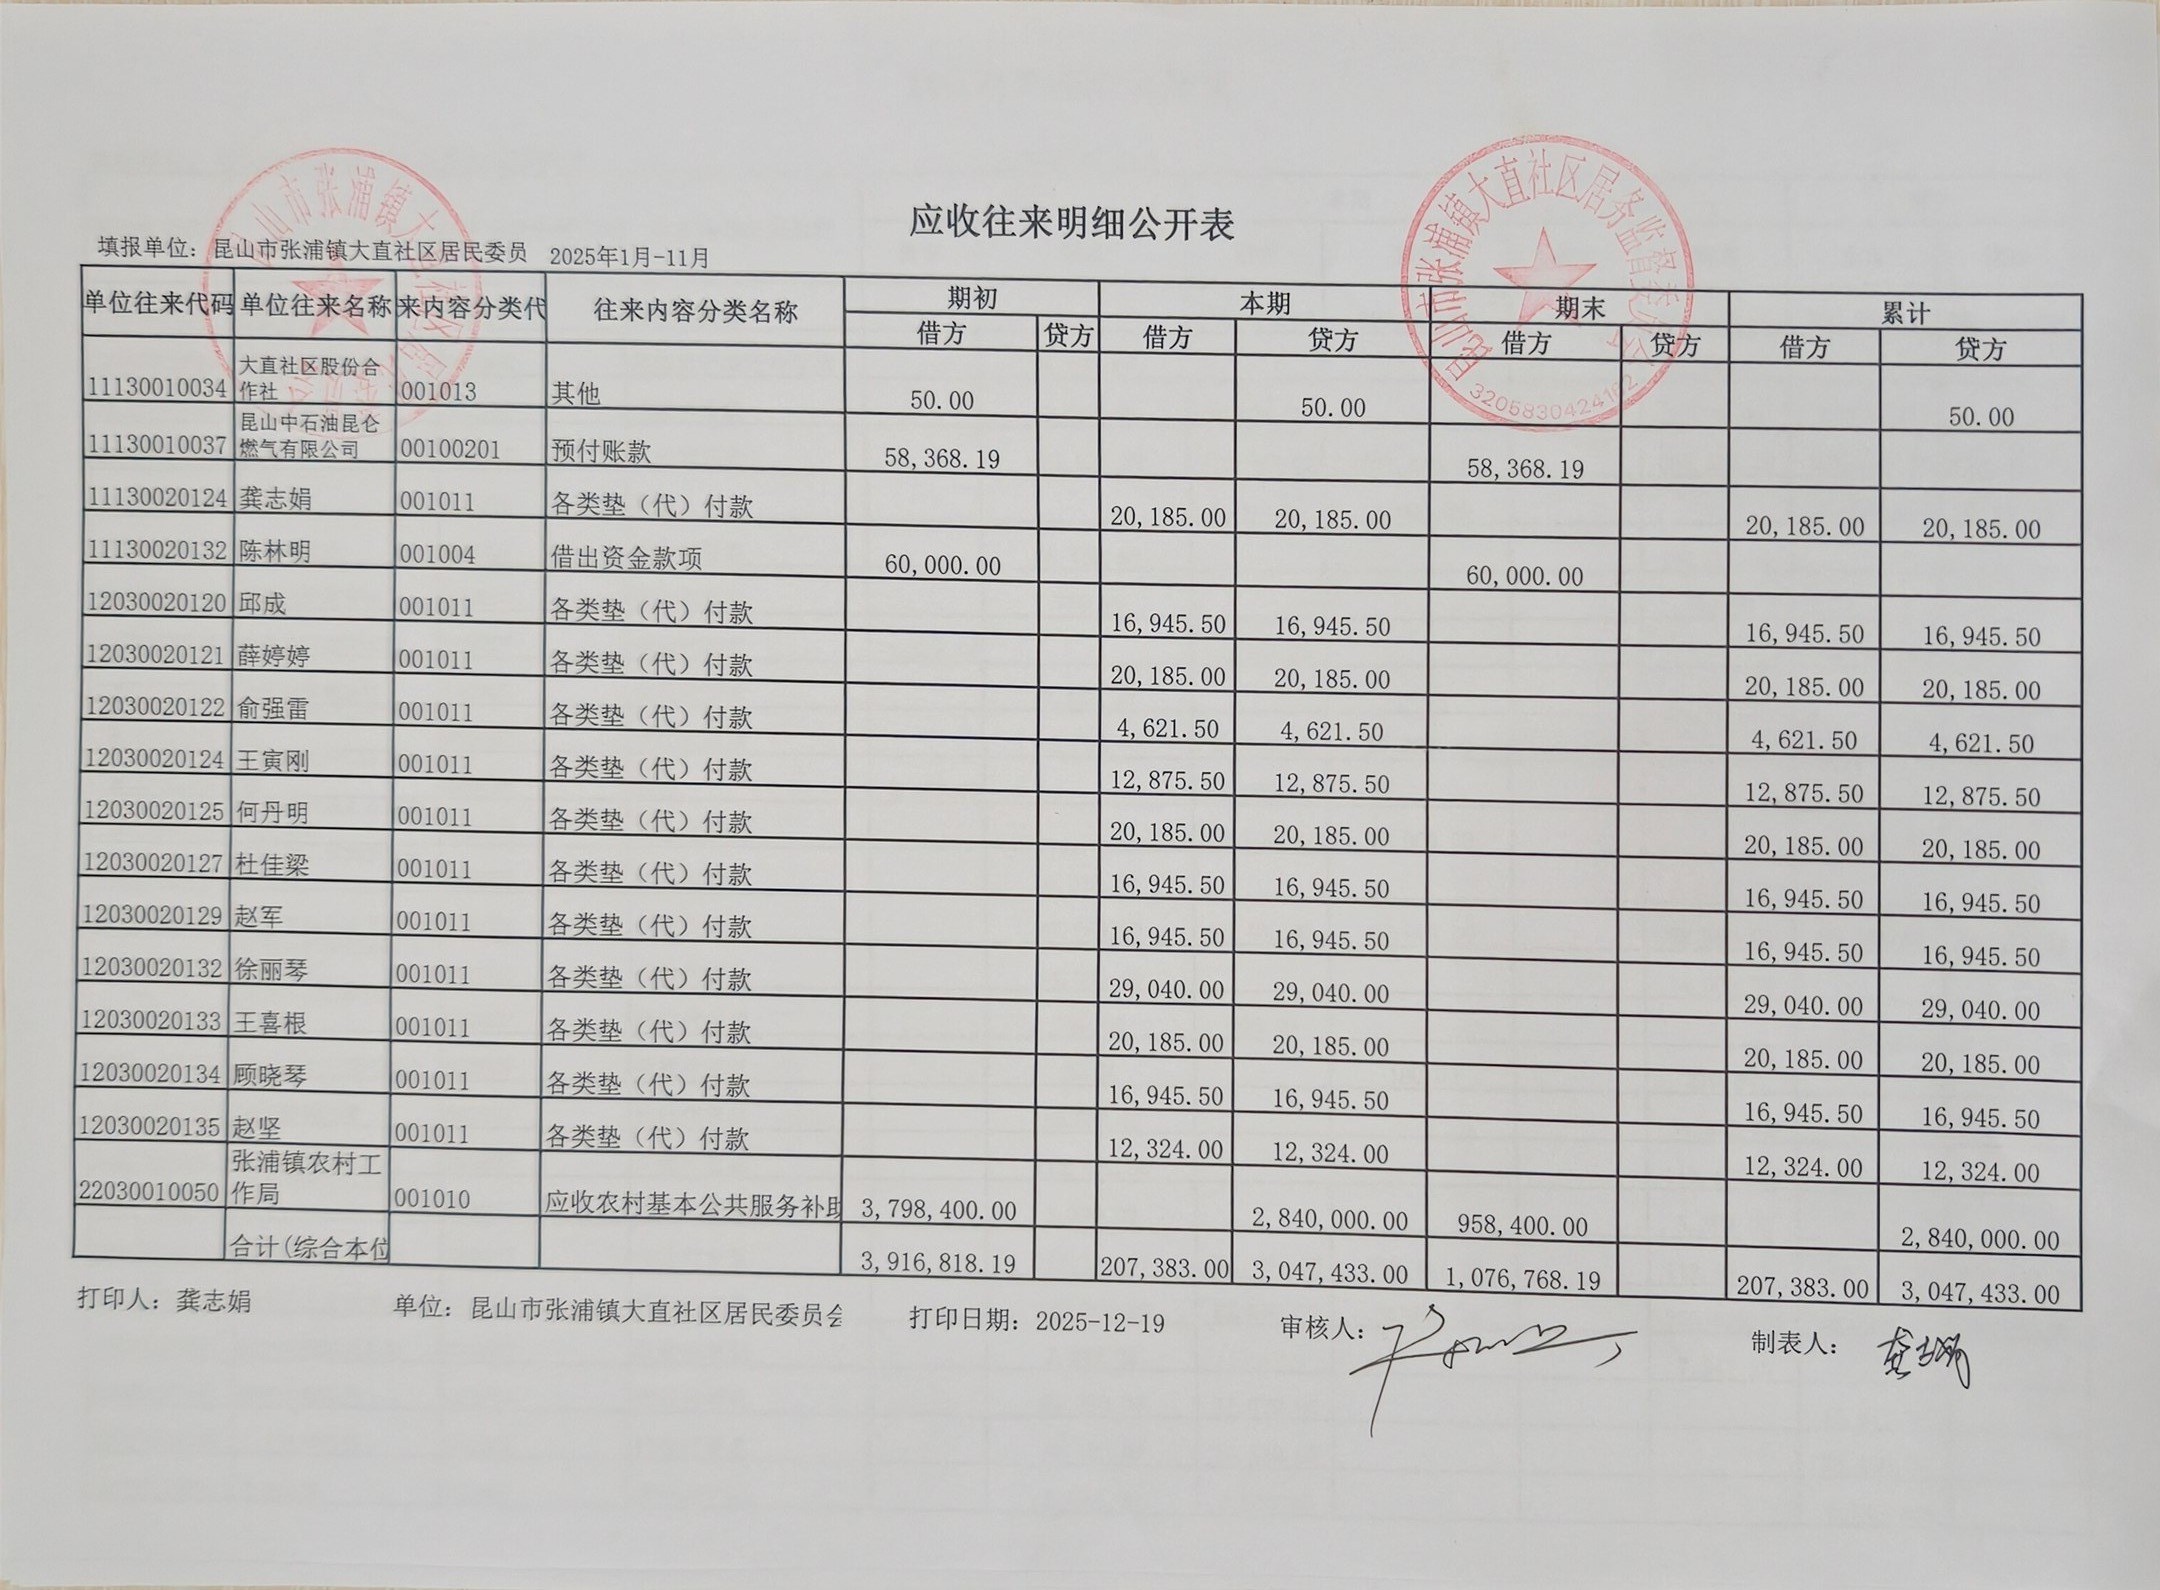 应收往来明细公开表
填报单位：昆山市张浦镇大直社区居民委员 2025年1月-11月
单位往来代码 单位往来名称 来内容分类代 往来内容分类名称 期初 本期 期末 累计
借方 贷方 借方 贷方 借方 贷方 借方 贷方
11130010034 大直社区股份合作社 001013 其他 50.00 50.00 50.00
11130010037 昆山中石油昆仑燃气有限公司 00100201 预付账款 58,368.19 58,368.19
11130020124 龚志娟 001011 各类垫（代）付款 20,185.00 20,185.00 20,185.00 20,185.00
11130020132 陈林明 001004 借出资金款项 60,000.00 60,000.00
12030020120 邱成 001011 各类垫（代）付款 16,945.50 16,945.50 16,945.50 16,945.50
12030020121 薛婷婷 001011 各类垫（代）付款 20,185.00 20,185.00 20,185.00 20,185.00
12030020122 俞强雷 001011 各类垫（代）付款 4,621.50 4,621.50 4,621.50 4,621.50
12030020124 王寅刚 001011 各类垫（代）付款 12,875.50 12,875.50 12,875.50 12,875.50
12030020125 何丹明 001011 各类垫（代）付款 20,185.00 20,185.00 20,185.00 20,185.00
12030020127 杜佳梁 001011 各类垫（代）付款 16,945.50 16,945.50 16,945.50 16,945.50
12030020129 赵军 001011 各类垫（代）付款 16,945.50 16,945.50 16,945.50 16,945.50
12030020132 徐丽琴 001011 各类垫（代）付款 29,040.00 29,040.00 29,040.00 29,040.00
12030020133 王喜根 001011 各类垫（代）付款 20,185.00 20,185.00 20,185.00 20,185.00
12030020134 顾晓琴 001011 各类垫（代）付款 16,945.50 16,945.50 16,945.50 16,945.50
12030020135 赵坚 001011 各类垫（代）付款 12,324.00 12,324.00 12,324.00 12,324.00
22030010050 张浦镇农村工作局 001010 应收农村基本公共服务补助 3,798,400.00 2,840,000.00 958,400.00 2,840,000.00
合计(综合本位 3,916,818.19 207,383.00 3,047,433.00 1,076,768.19 207,383.00 3,047,433.00
打印人：龚志娟 单位：昆山市张浦镇大直社区居民委员会 打印日期：2025-12-19 审核人： 制表人：龚志娟
昆山市张浦镇大直社区居务监督委员会